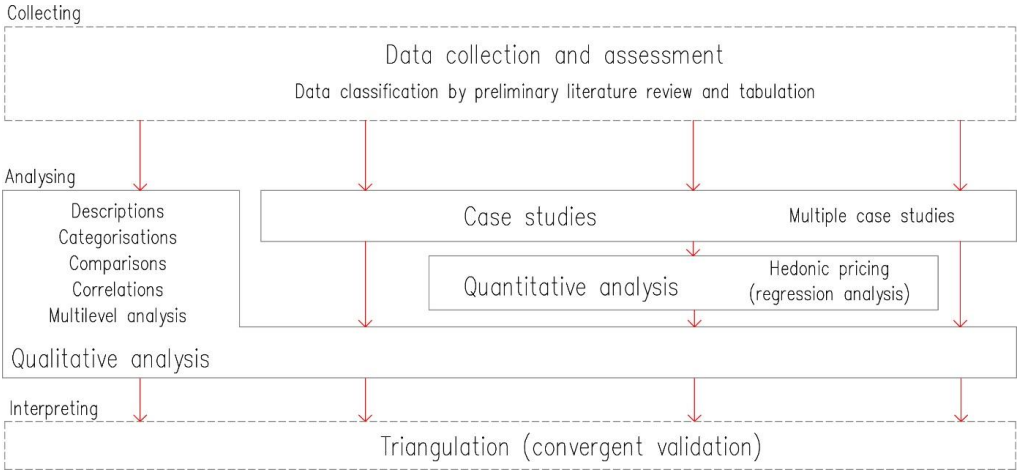 Collecting
Data collection and assessment
Data classification by preliminary literature review and tabulation
Analysing
Descriptions
Categorisations
Comparisons
Correlations
Multilevel analysis
Qualitative analysis
Case studies
Multiple case studies
Quantitative analysis
Hedonic pricing
(regression analysis)
Interpreting
Triangulation (convergent validation)